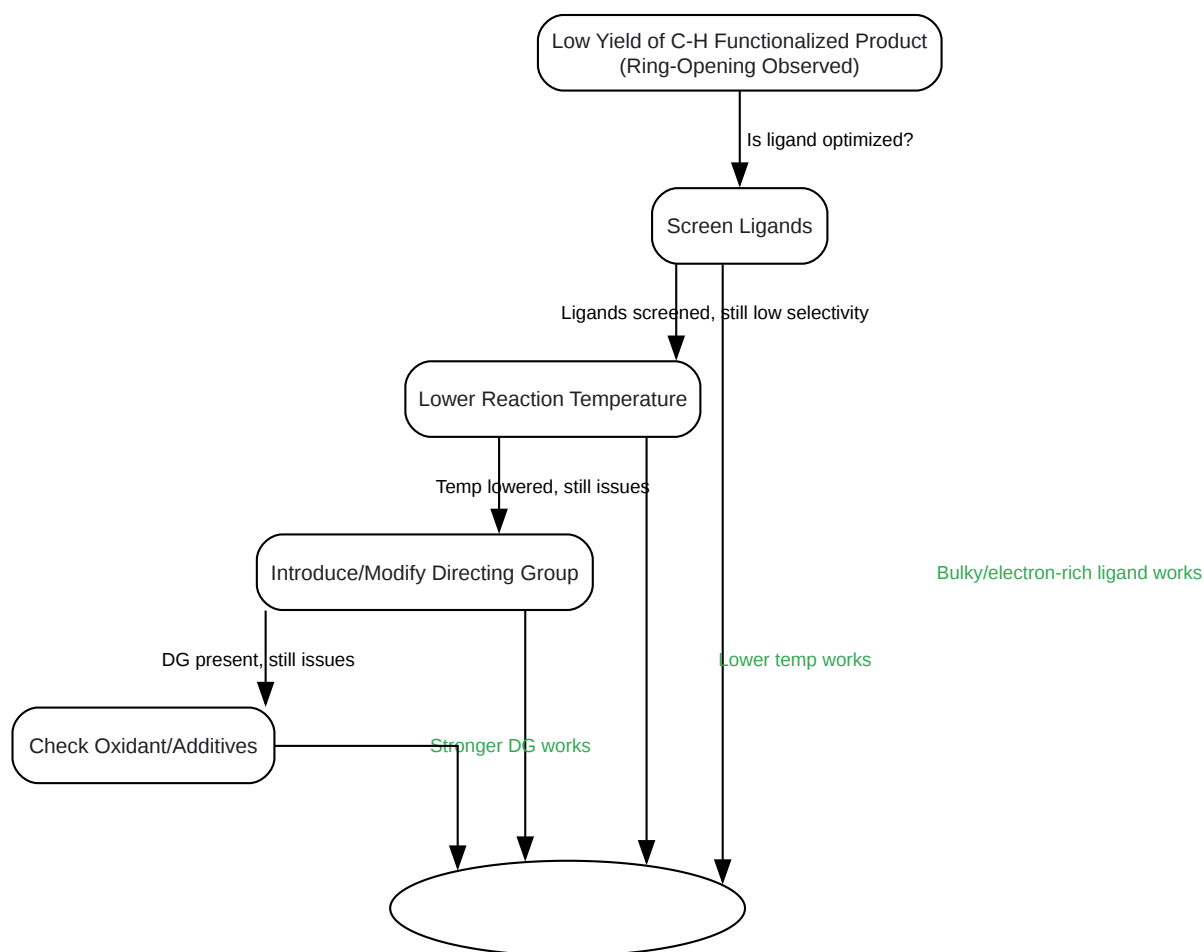 Low Yield of C-H Functionalized Product
(Ring-Opening Observed)
Is ligand optimized?
Screen Ligands
Ligands screened, still low selectivity
Lower Reaction Temperature
Temp lowered, still issues
Introduce/Modify Directing Group
Bulky/electron-rich ligand works
DG present, still issues
Lower temp works
Check Oxidant/Additives
Stronger DG works